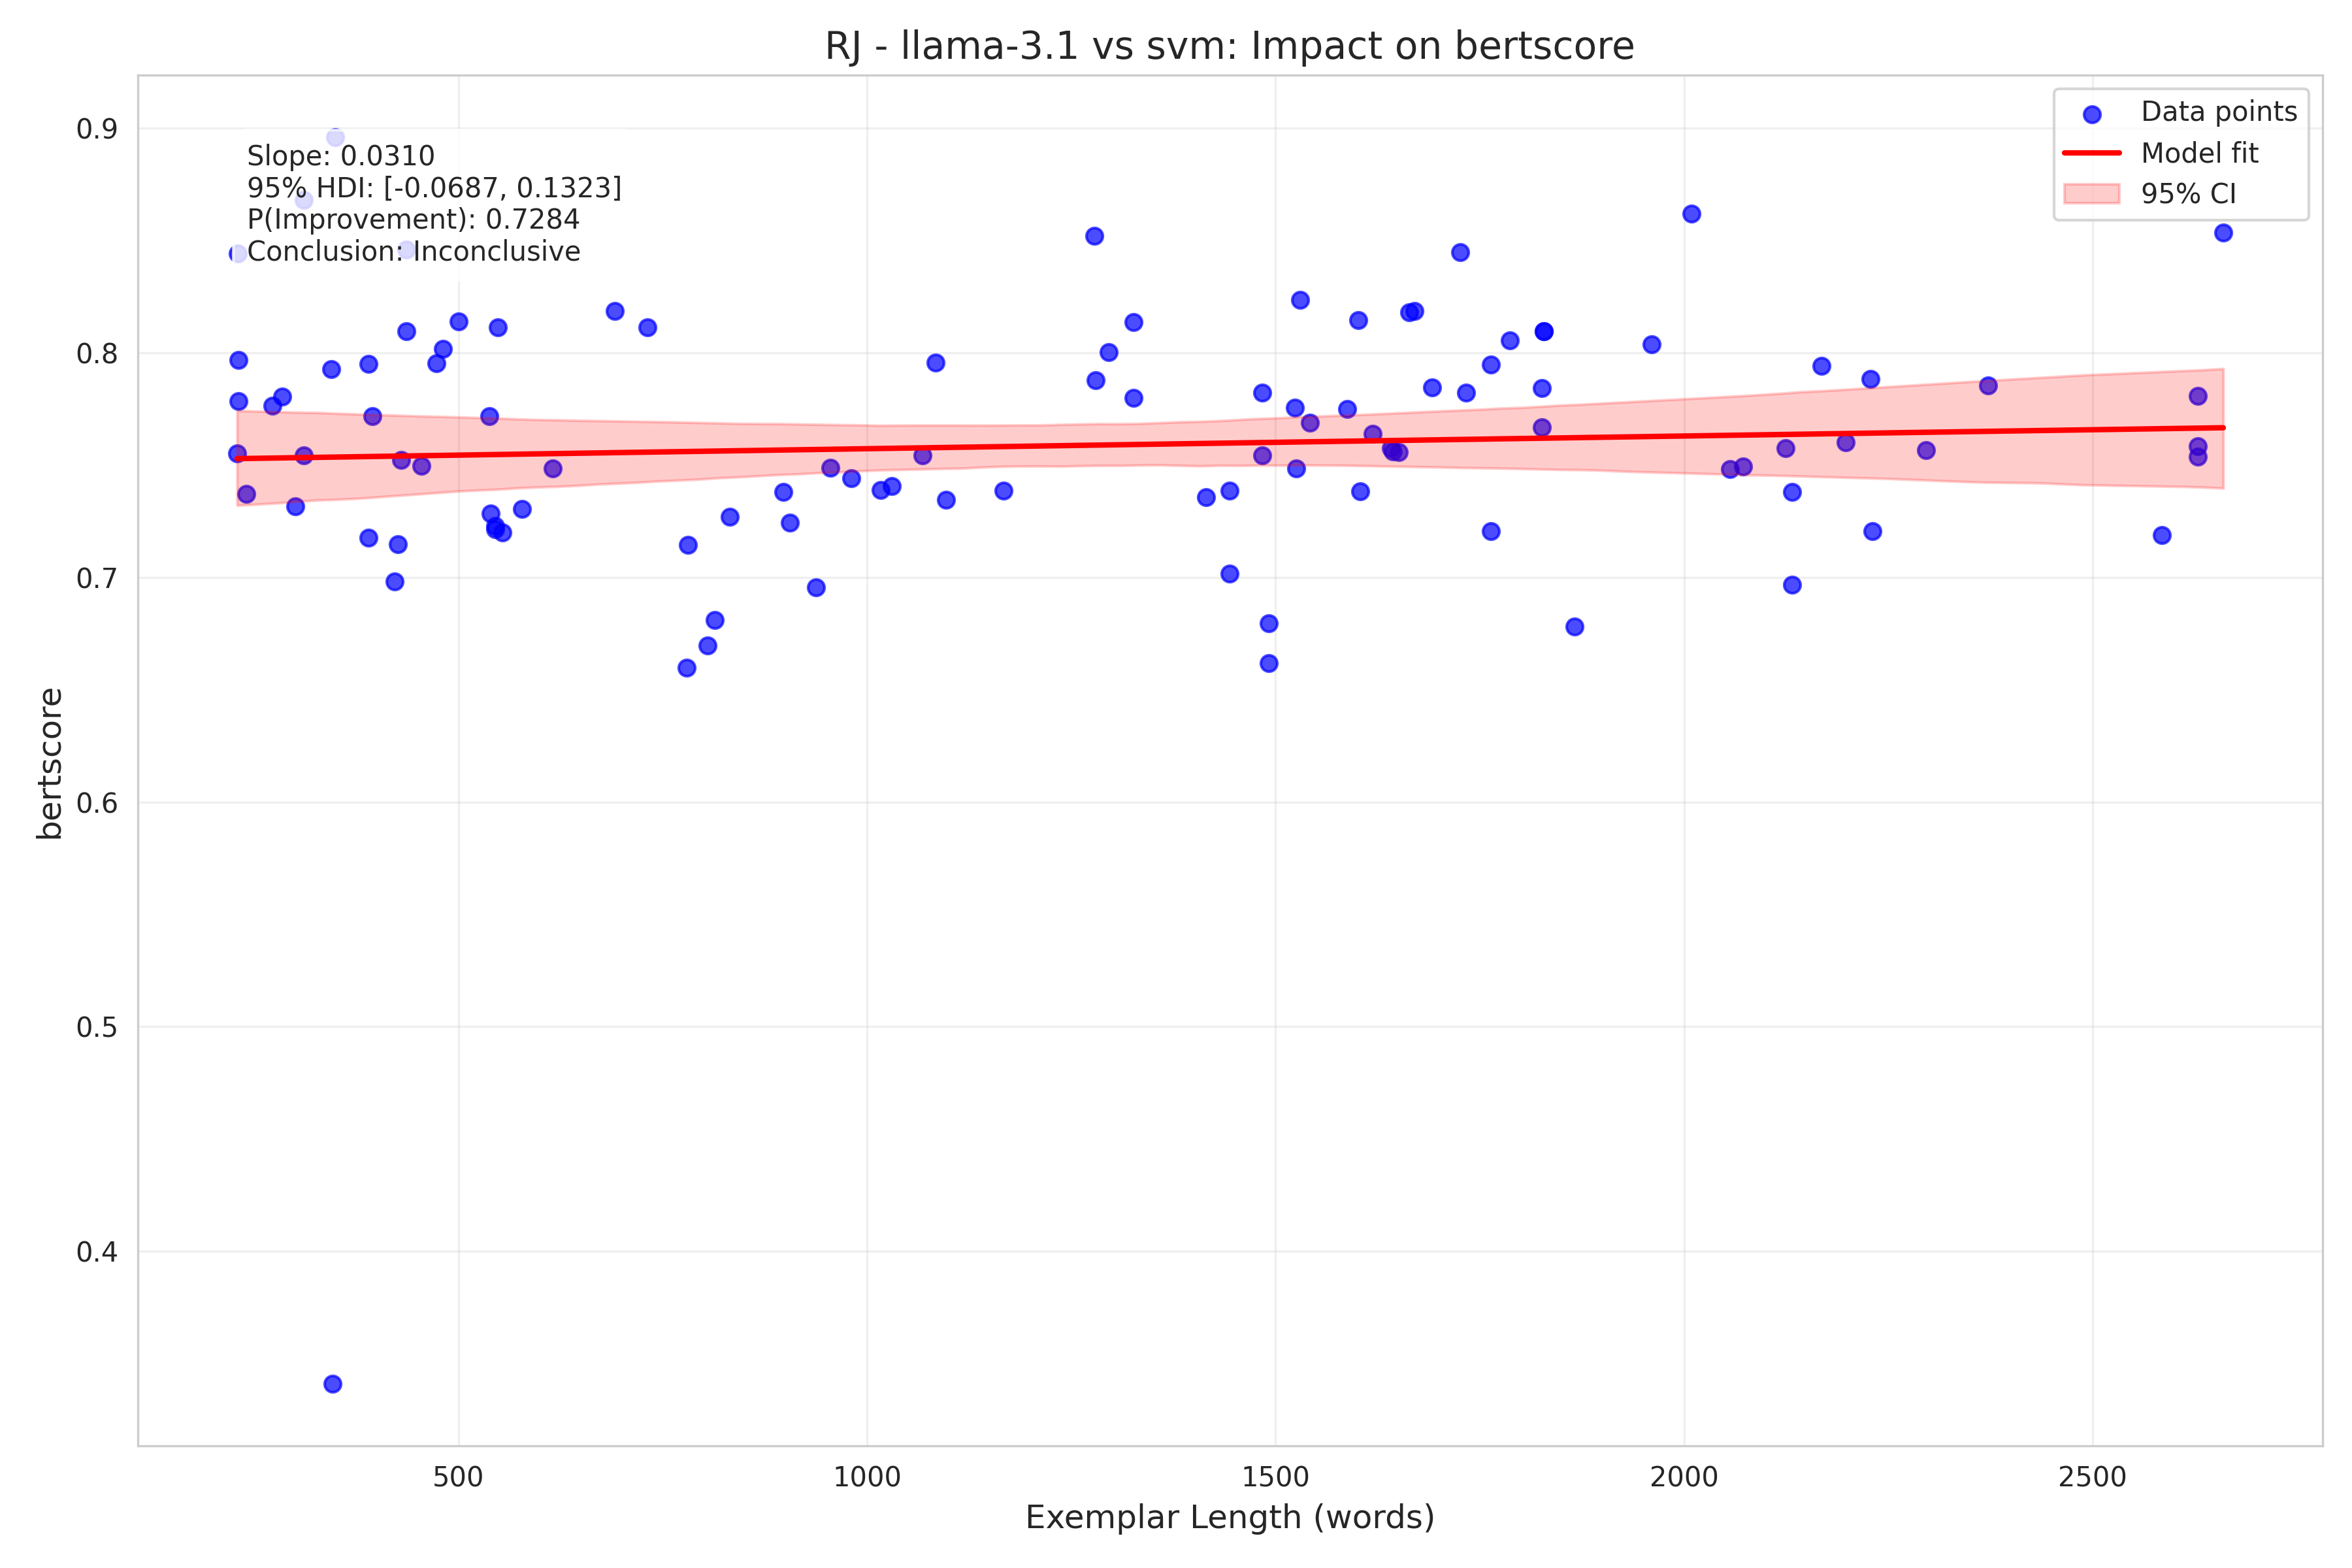 RJ - llama-3.1 vs svm: Impact on bertscore
Slope: 0.0310
95% HDI: [-0.0687, 0.1323]
P(Improvement): 0.7284
Conclusion: Inconclusive
Data points
Model fit
95% CI
bertscore
0.9
0.8
0.7
0.6
0.5
0.4
500
1000
1500
2000
2500
Exemplar Length (words)